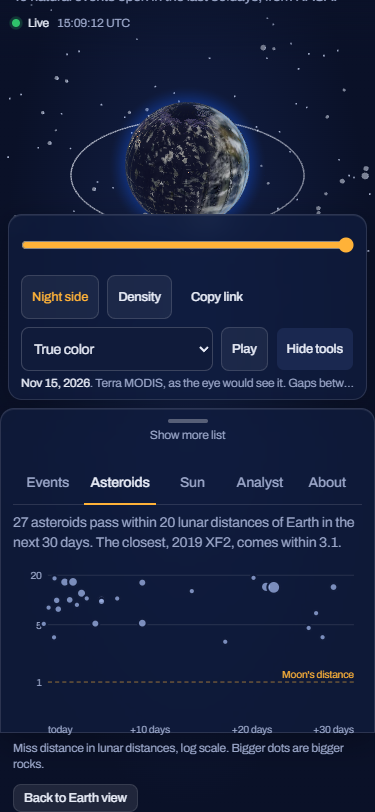 Live 15:09:12 UTC
Night side Density Copy link
True color Play Hide tools
Nov 15, 2026. Terra MODIS, as the eye would see it. Gaps betw...
Show more list
Events Asteroids Sun Analyst About
27 asteroids pass within 20 lunar distances of Earth in the
next 30 days. The closest, 2019 XF2, comes within 3.1.
20
5
Moon's distance
1
today +10 days +20 days +30 days
Miss distance in lunar distances, log scale. Bigger dots are bigger
rocks.
Back to Earth view